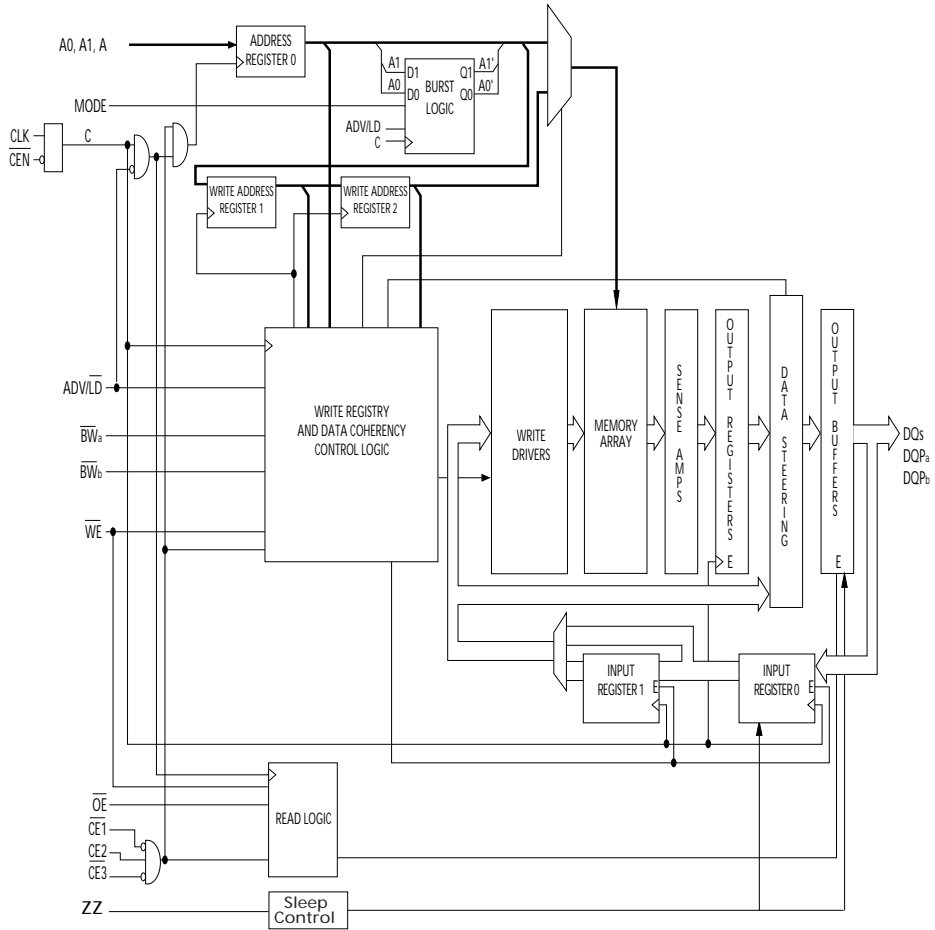 A0, A1, A
ADDRESS
REGISTER 0
A1
A0
D1
D0
BURST
LOGIC
Q1
Q0
A1'
A0'
MODE
ADV/LD
C
CLK
CEN
C
WRITE ADDRESS
REGISTER 1
WRITE ADDRESS
REGISTER 2
ADV/LD
BWa
BWb
WE
WRITE REGISTRY
AND DATA COHERENCY
CONTROL LOGIC
WRITE
DRIVERS
MEMORY
ARRAY
SENSE AMPS
OUTPUT REGISTERS
E
DATA STEERING
OUTPUT BUFFERS
E
DQs
DQPa
DQPb
INPUT
REGISTER 1
E
INPUT
REGISTER 0
E
OE
CE1
CE2
CE3
READ LOGIC
ZZ
Sleep
Control